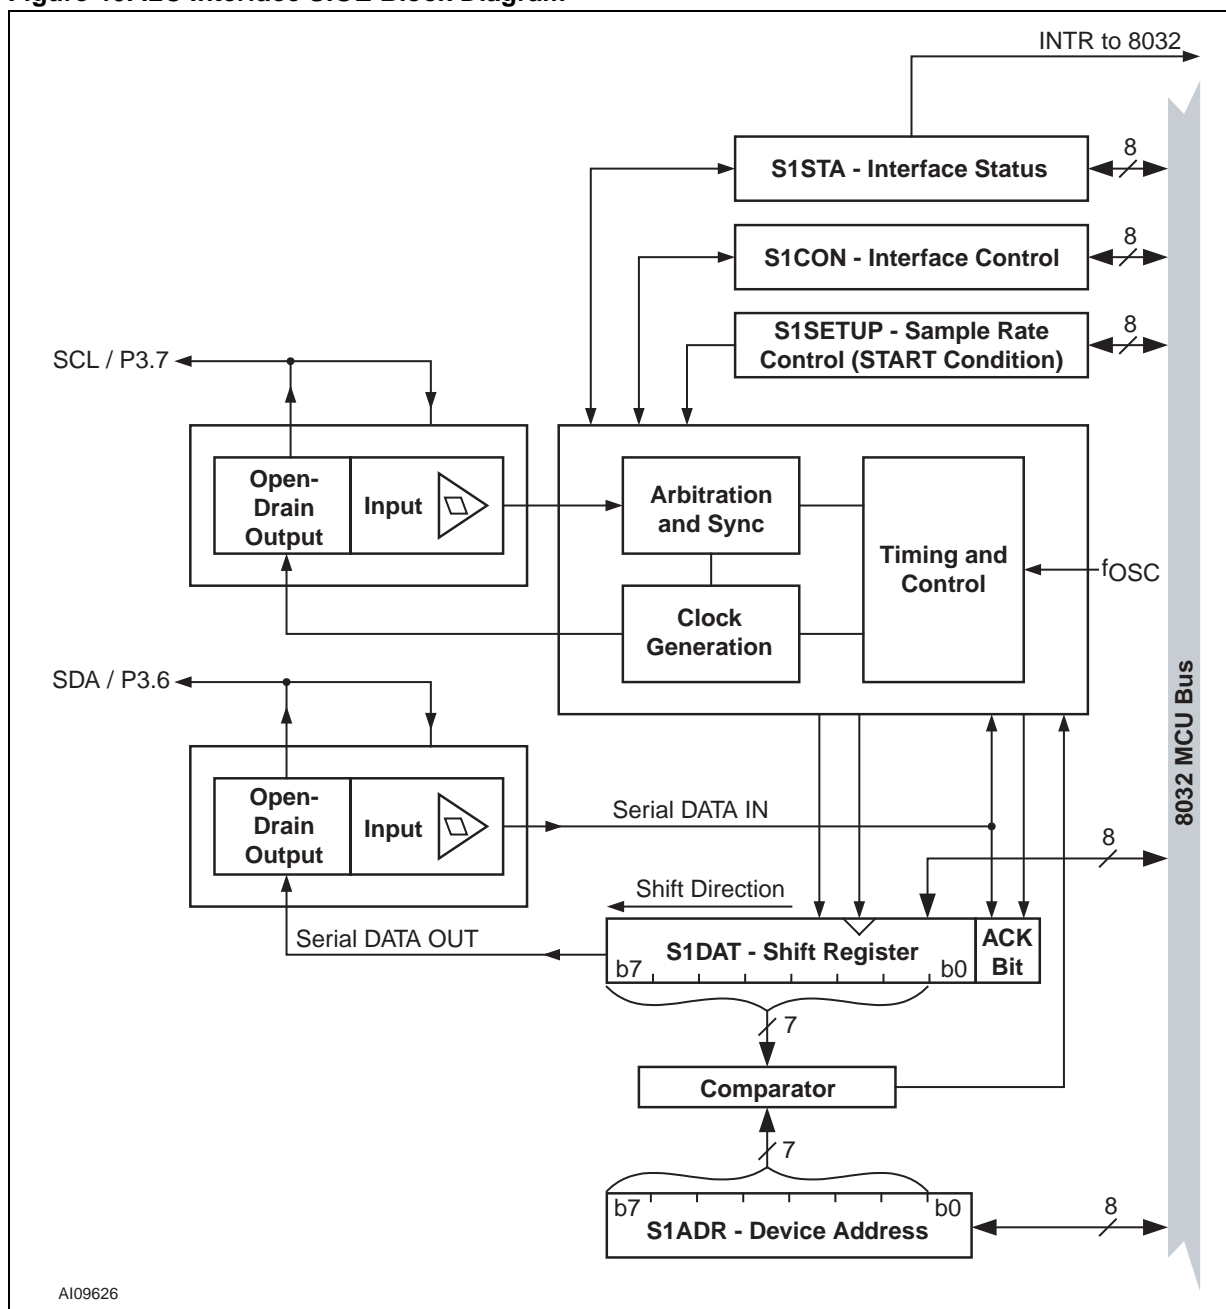 INTR to 8032
S1STA - Interface Status
8
S1CON - Interface Control
8
S1SETUP - Sample Rate
Control (START Condition)
8
SCL / P3.7
Open-
Drain
Output
Input
Arbitration
and Sync
Timing and
Control
fOSC
Clock
Generation
SDA / P3.6
8032 MCU Bus
Open-
Drain
Output
Input
Serial DATA IN
8
Shift Direction
Serial DATA OUT
S1DAT - Shift Register
b7
b0
ACK
Bit
7
Comparator
7
b7
b0
S1ADR - Device Address
8
AI09626